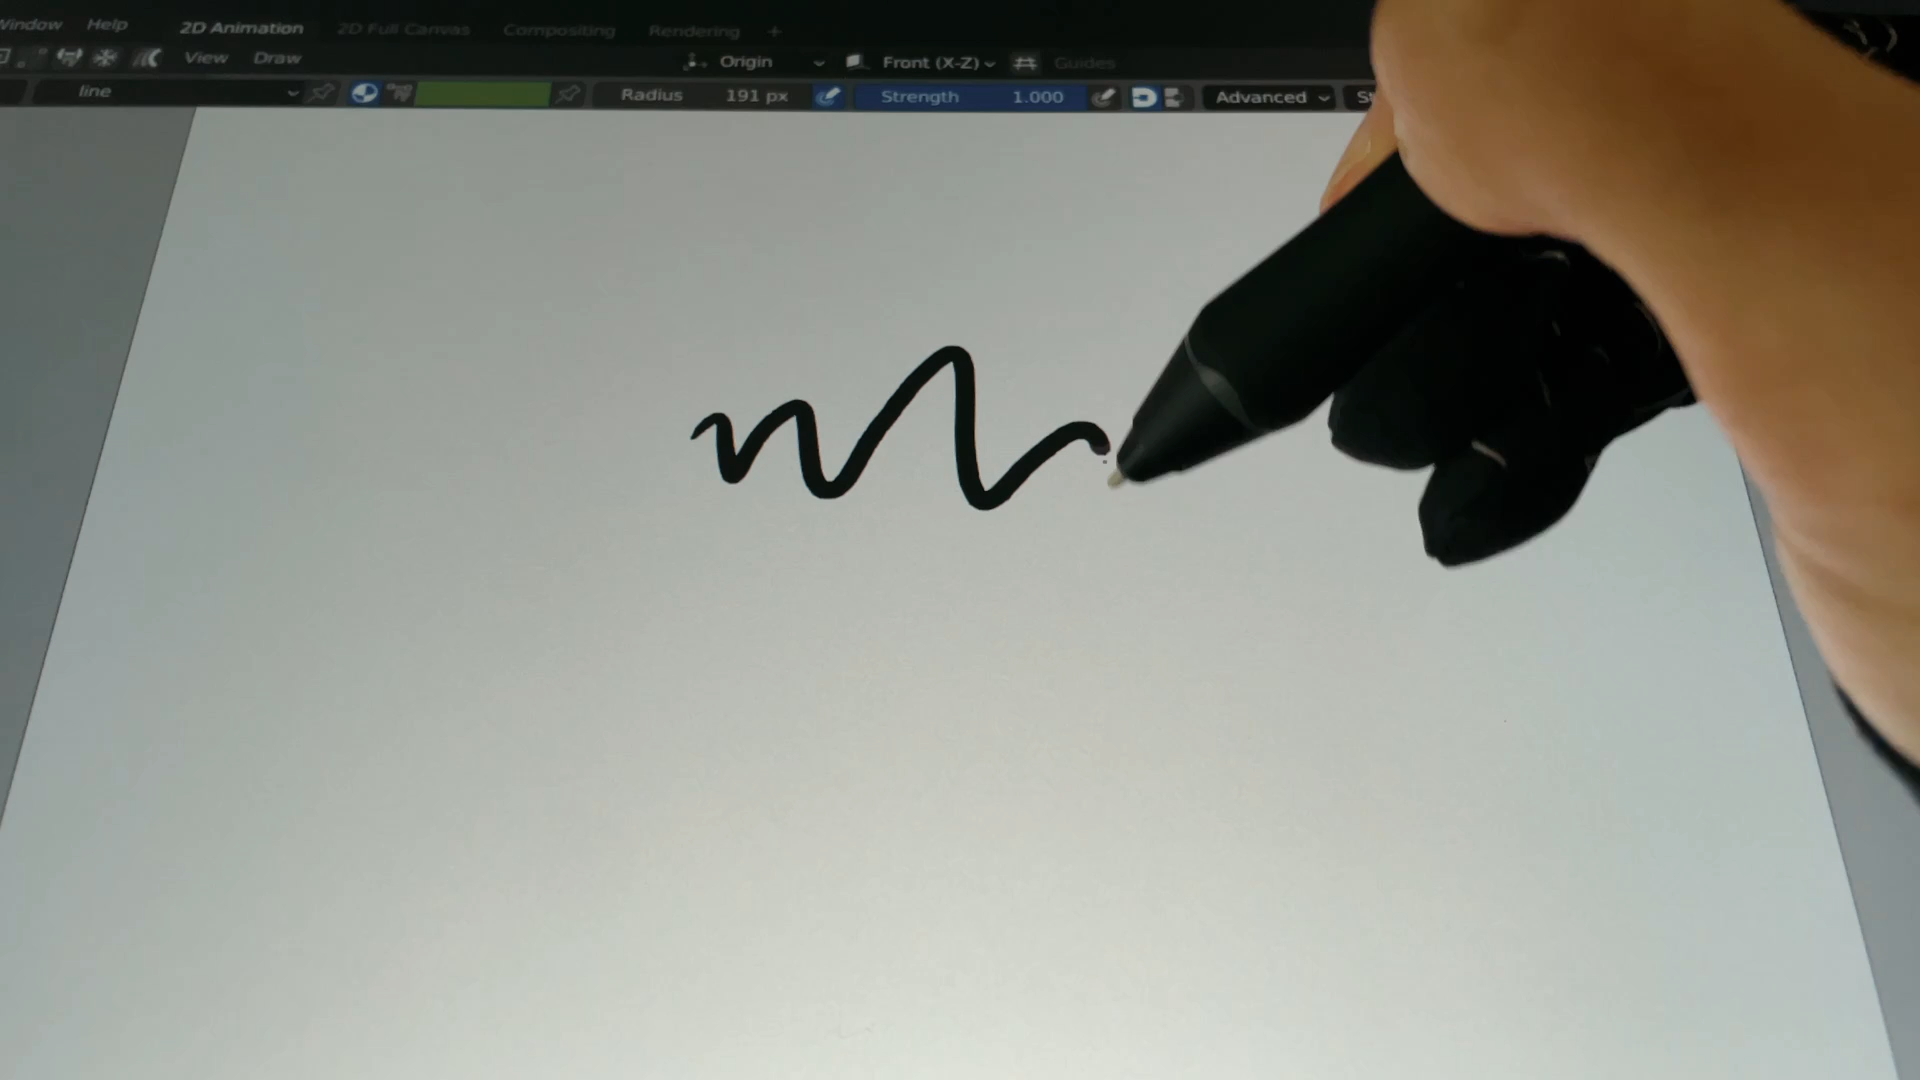 Window Help 2D Animation 2D Full Canvas Compositing Rendering +
View Draw Origin Front (X-Z) Guides
line Radius 191 px Strength 1.000 Advanced